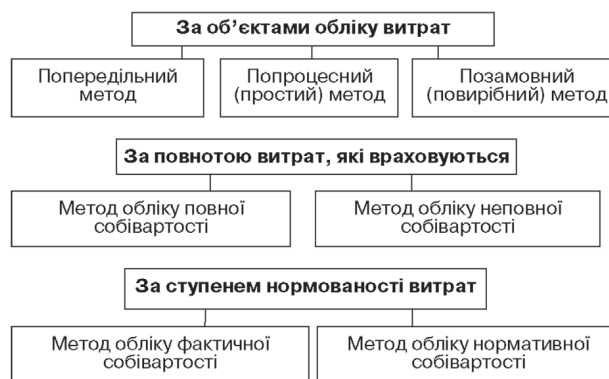 За об’єктами обліку витрат
Попередільний
метод
Попроцесний
(простий) метод
Позамовний
(повирібний) метод
За повнотою витрат, які враховуються
Метод обліку повної
собівартості
Метод обліку неповної
собівартості
За ступенем нормованості витрат
Метод обліку фактичної
собівартості
Метод обліку нормативної
собівартості